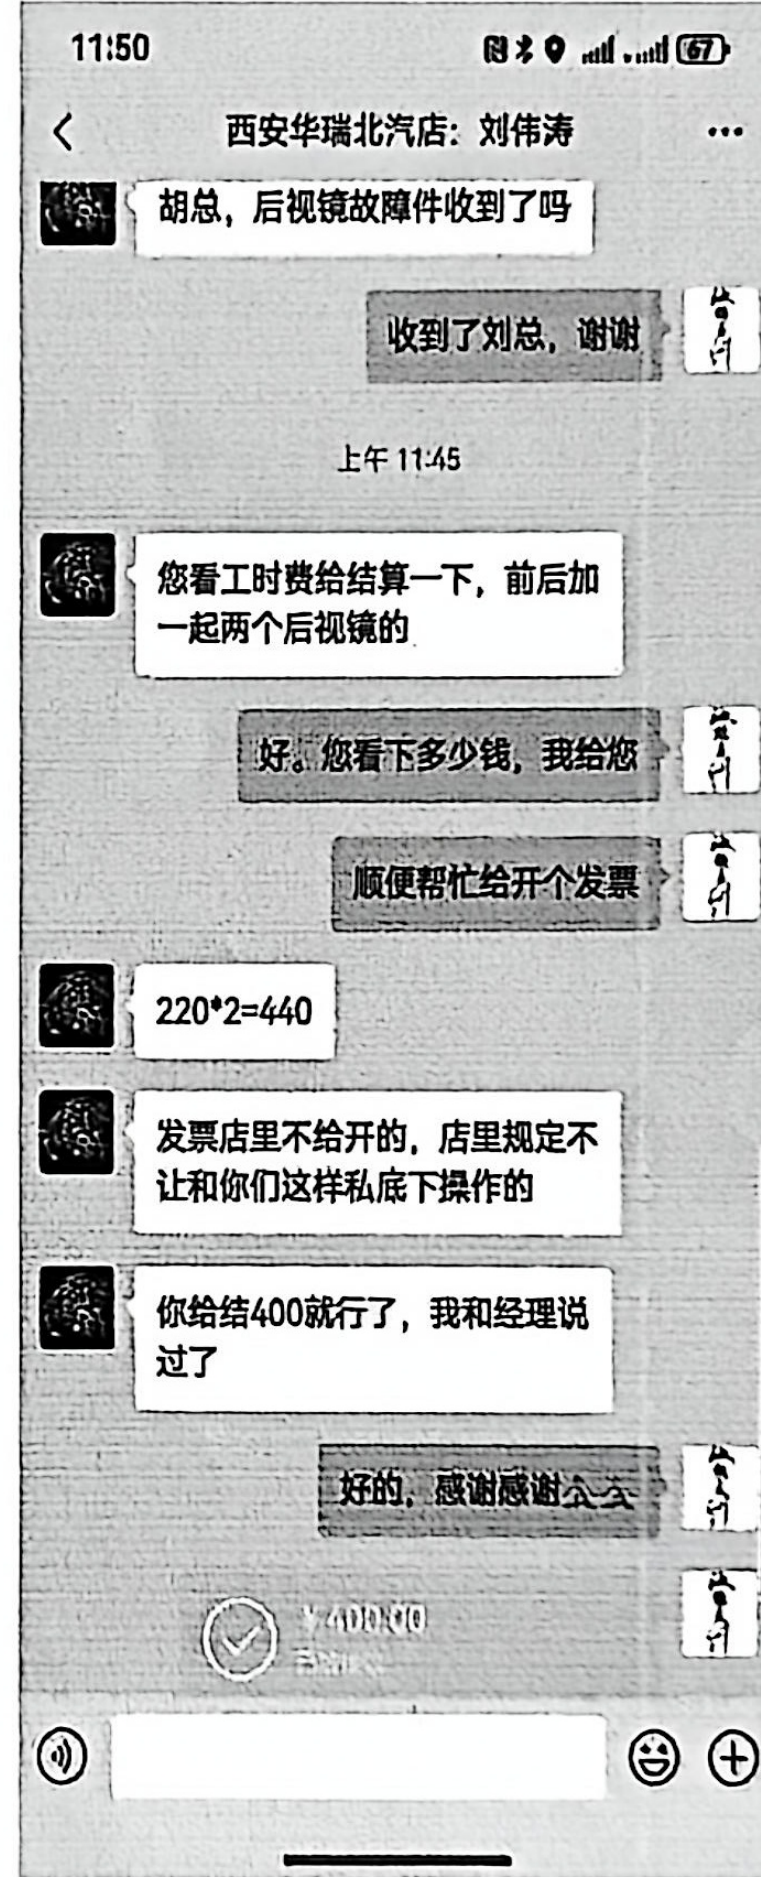 11:50
67
西安华瑞北汽店：刘伟涛
胡总，后视镜故障件收到了吗
收到了刘总，谢谢
上午 11:45
您看工时费给结算一下，前后加
一起两个后视镜的
好。您看下多少钱，我给您
顺便帮忙给开个发票
220*2=440
发票店里不给开的，店里规定不
让和你们这样私底下操作的
你给结400就行了，我和经理说
过了
好的，感谢感谢
¥400.00